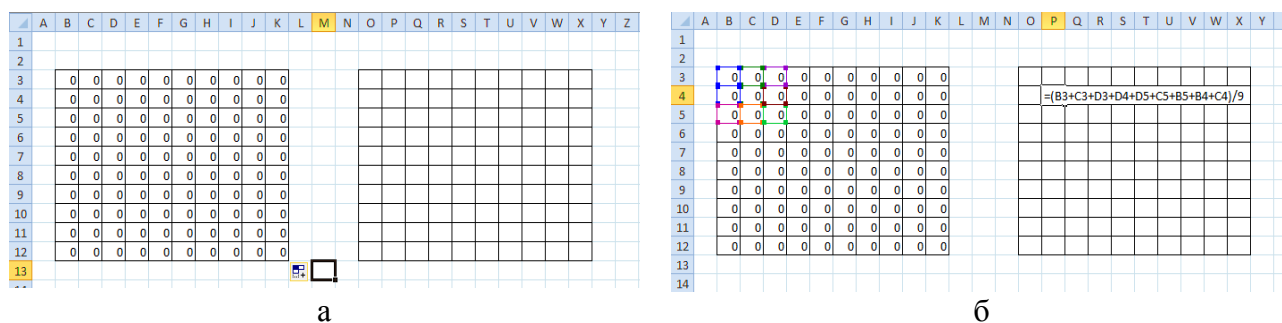 A B C D E F G H I J K L M N O P Q R S T U V W X Y Z
1
2
3 0 0 0 0 0 0 0 0 0 0
4 0 0 0 0 0 0 0 0 0 0
5 0 0 0 0 0 0 0 0 0 0
6 0 0 0 0 0 0 0 0 0 0
7 0 0 0 0 0 0 0 0 0 0
8 0 0 0 0 0 0 0 0 0 0
9 0 0 0 0 0 0 0 0 0 0
10 0 0 0 0 0 0 0 0 0 0
11 0 0 0 0 0 0 0 0 0 0
12 0 0 0 0 0 0 0 0 0 0
13
а
A B C D E F G H I J K L M N O P Q R S T U V W X Y
1
2
3 0 0 0 0 0 0 0 0 0 0
4 0 0 0 0 0 0 0 0 0 0 =(B3+C3+D3+D4+D5+C5+B5+B4+C4)/9
5 0 0 0 0 0 0 0 0 0 0
6 0 0 0 0 0 0 0 0 0 0
7 0 0 0 0 0 0 0 0 0 0
8 0 0 0 0 0 0 0 0 0 0
9 0 0 0 0 0 0 0 0 0 0
10 0 0 0 0 0 0 0 0 0 0
11 0 0 0 0 0 0 0 0 0 0
12 0 0 0 0 0 0 0 0 0 0
13
14
б